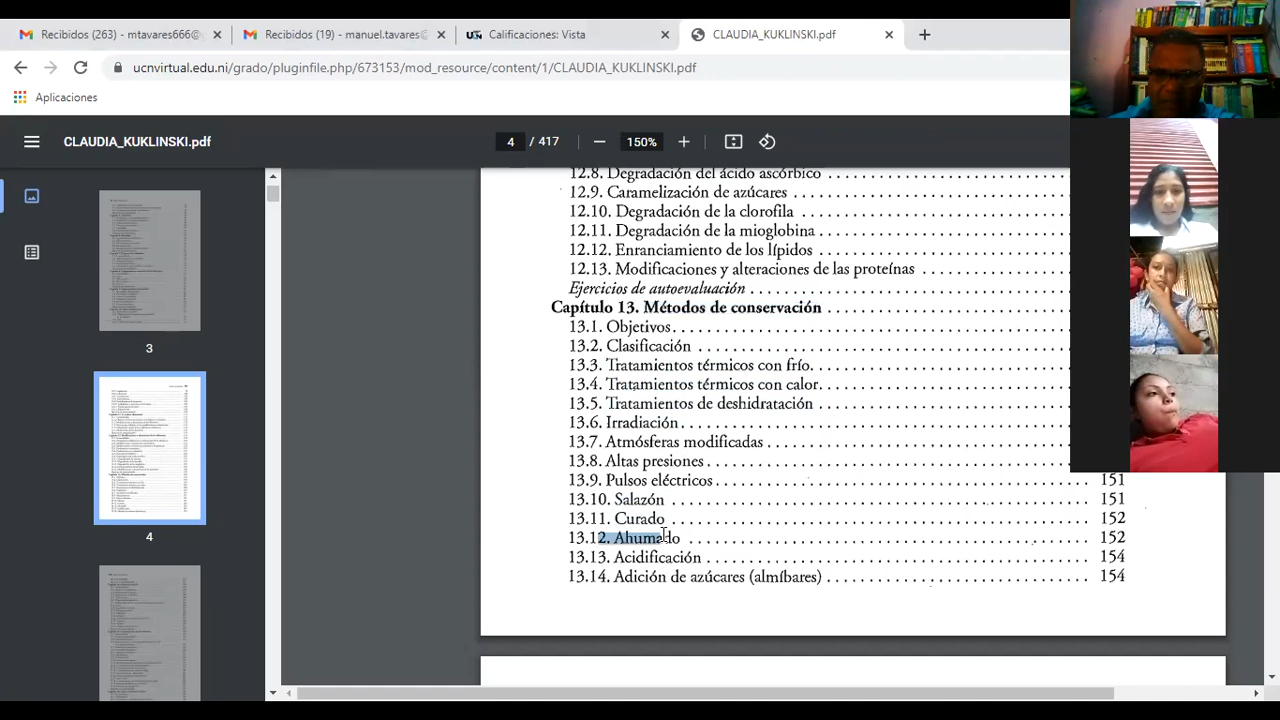 Recibidos (263) - mtavares666@
Recibidos (19) - manuel.tavares
Calificaciones: Vista
CLAUDIA_KUKLINSKI.pdf
ucnvirtual.edu.ni/grado/pluginfile.php/673153/mod_resource/content/1/CLAUDIA_KUKLINSKI.pdf
Aplicaciones
CLAUDIA_KUKLINSKI.pdf
4 / 417
150%
12.8. Degradación del ácido ascórbico
12.9. Caramelización de azúcares
12.10. Degradación de la clorofila
12.11. Degradación de la mioglobina
12.12. Enranciamiento de los lípidos
12.13. Modificaciones y alteraciones de las proteínas
Ejercicios de autoevaluación
Capítulo 13. Métodos de conservación
13.1. Objetivos
13.2. Clasificación
13.3. Tratamientos térmicos con frío.
13.4. Tratamientos térmicos con calor
13.5. Tratamientos de deshidratación
13.6. Irradiación
13.7. Atmósferas modificadas
13.8. Altas presiones
13.9. Pulsos eléctricos 151
13.10. Salazón 151
13.11. Curado 152
13.12. Ahumado 152
13.13. Acidificación 154
13.14. Adición de azúcares (almíbares) 154
3
4